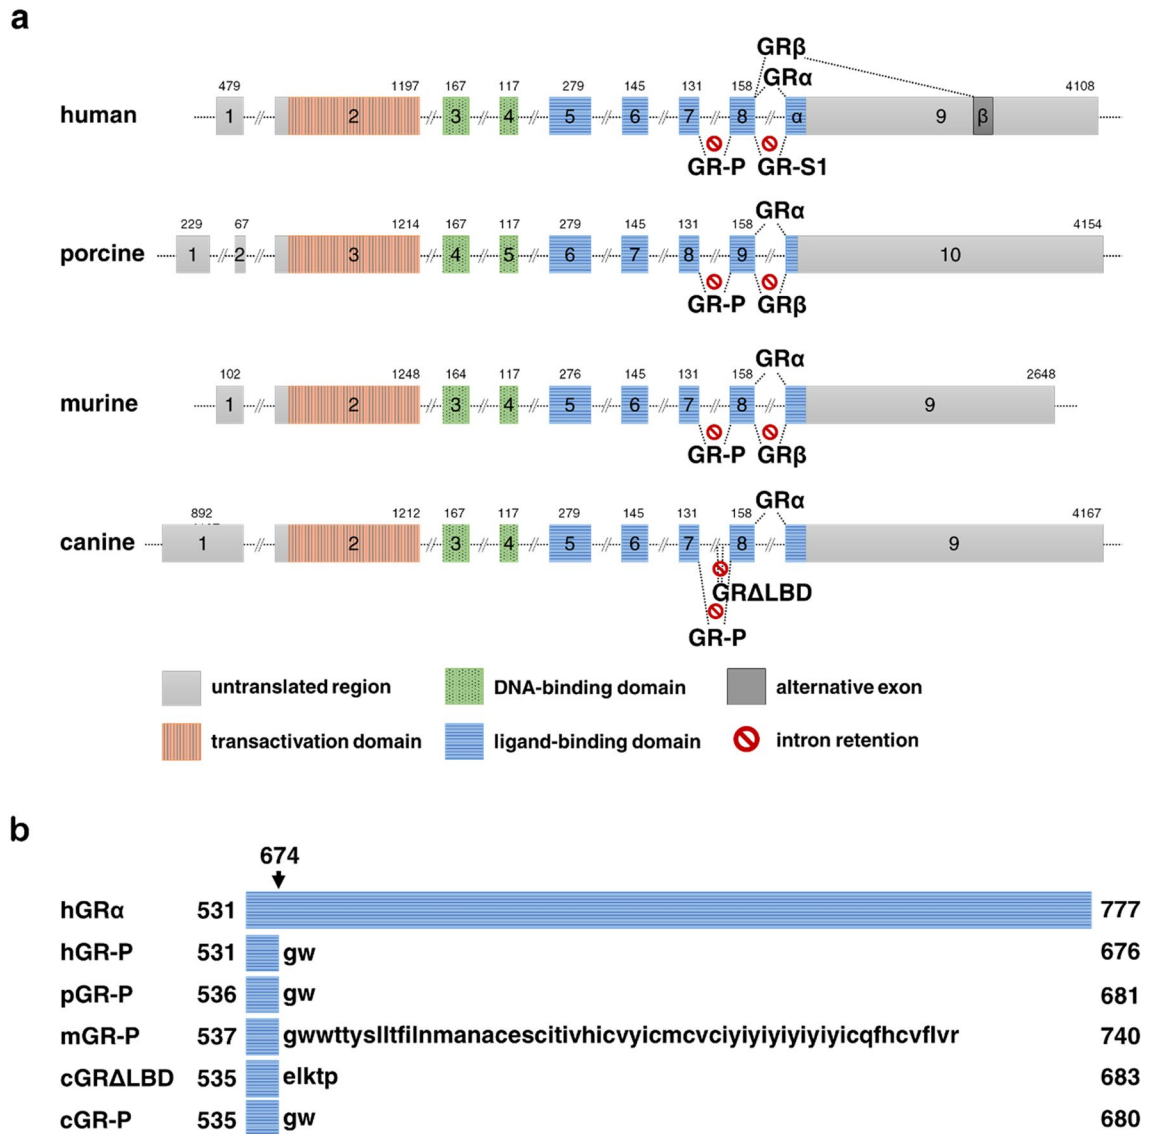 a
GRβ
GRα
479 1197 167 117 279 145 131 158 4108
human 1 2 3 4 5 6 7 8 α 9 β
GR-P GR-S1
GRα
229 67 1214 167 117 279 145 131 158 4154
porcine 1 2 3 4 5 6 7 8 9 10
GR-P GRβ
GRα
102 1248 164 117 276 145 131 158 2648
murine 1 2 3 4 5 6 7 8 9
GR-P GRβ
GRα
892 1212 167 117 279 145 131 158 4167
canine 1 2 3 4 5 6 7 8 9
GRΔLBD
GR-P
untranslated region DNA-binding domain alternative exon
transactivation domain ligand-binding domain intron retention
b
674
hGRα 531 777
hGR-P 531 gw 676
pGR-P 536 gw 681
mGR-P 537 gwwttyslltfilnmanacescitivhicvyicmcvciyiyiyiyiyiyicqfhcvflvr 740
cGRΔLBD 535 elktp 683
cGR-P 535 gw 680